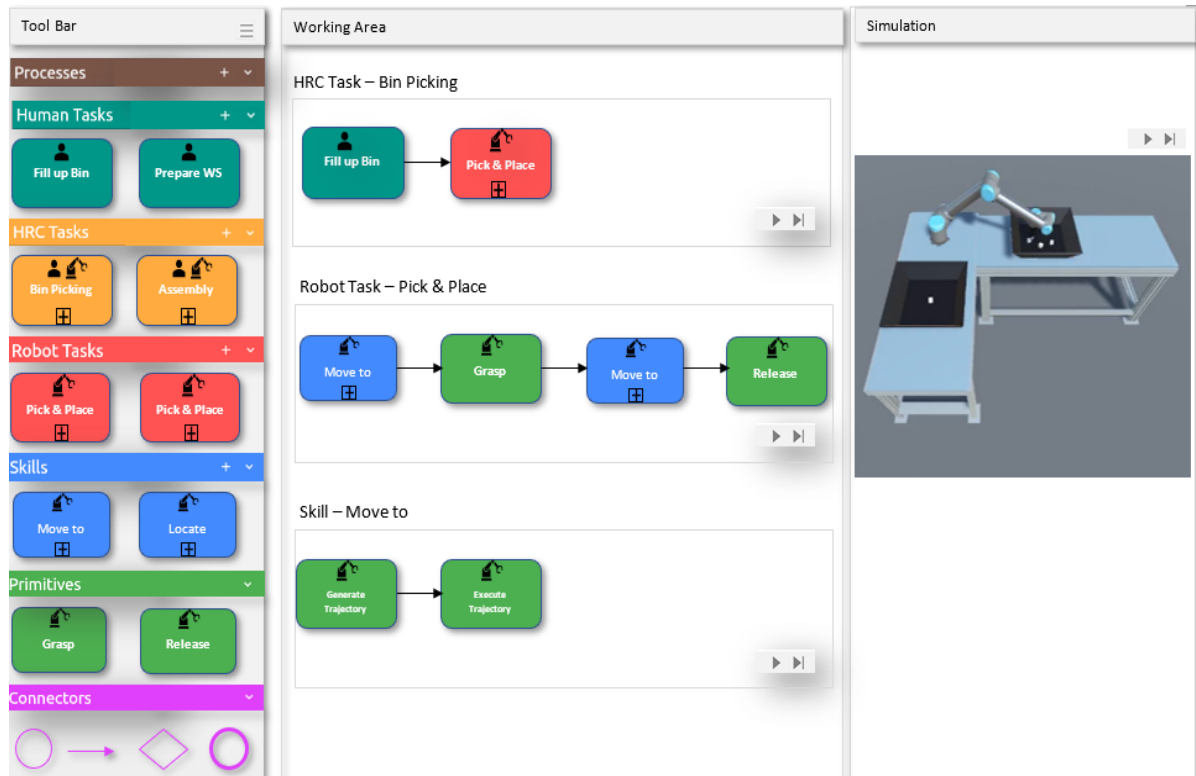 Tool Bar
Processes
Human Tasks
Fill up Bin
Prepare WS
HRC Tasks
Bin Picking
Assembly
Robot Tasks
Pick & Place
Pick & Place
Skills
Move to
Locate
Primitives
Grasp
Release
Connectors
Working Area
HRC Task – Bin Picking
Fill up Bin
Pick & Place
Robot Task – Pick & Place
Move to
Grasp
Move to
Release
Skill – Move to
Generate
Trajectory
Execute
Trajectory
Simulation